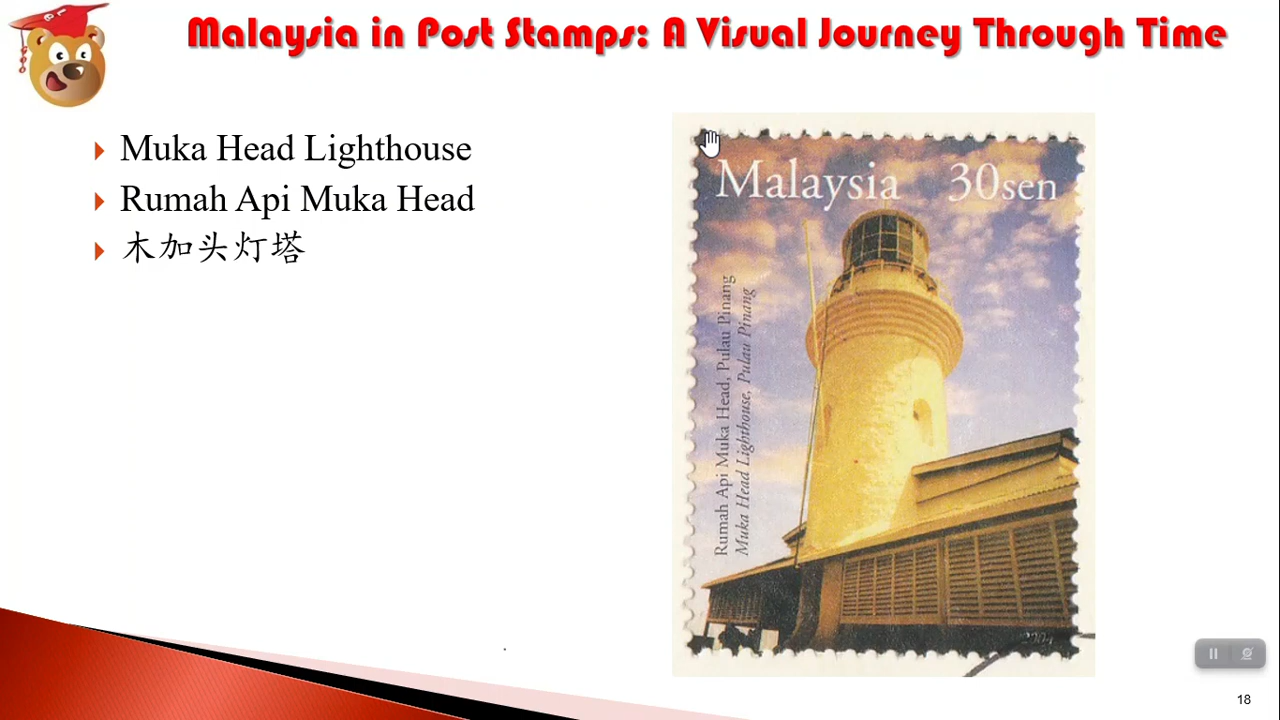 Malaysia in Post Stamps: A Visual Journey Through Time
Muka Head Lighthouse
Rumah Api Muka Head
木加头灯塔
Malaysia 30sen
Rumah Api Muka Head, Pulau Pinang
Muka Head Lighthouse, Pulau Pinang
2004
18